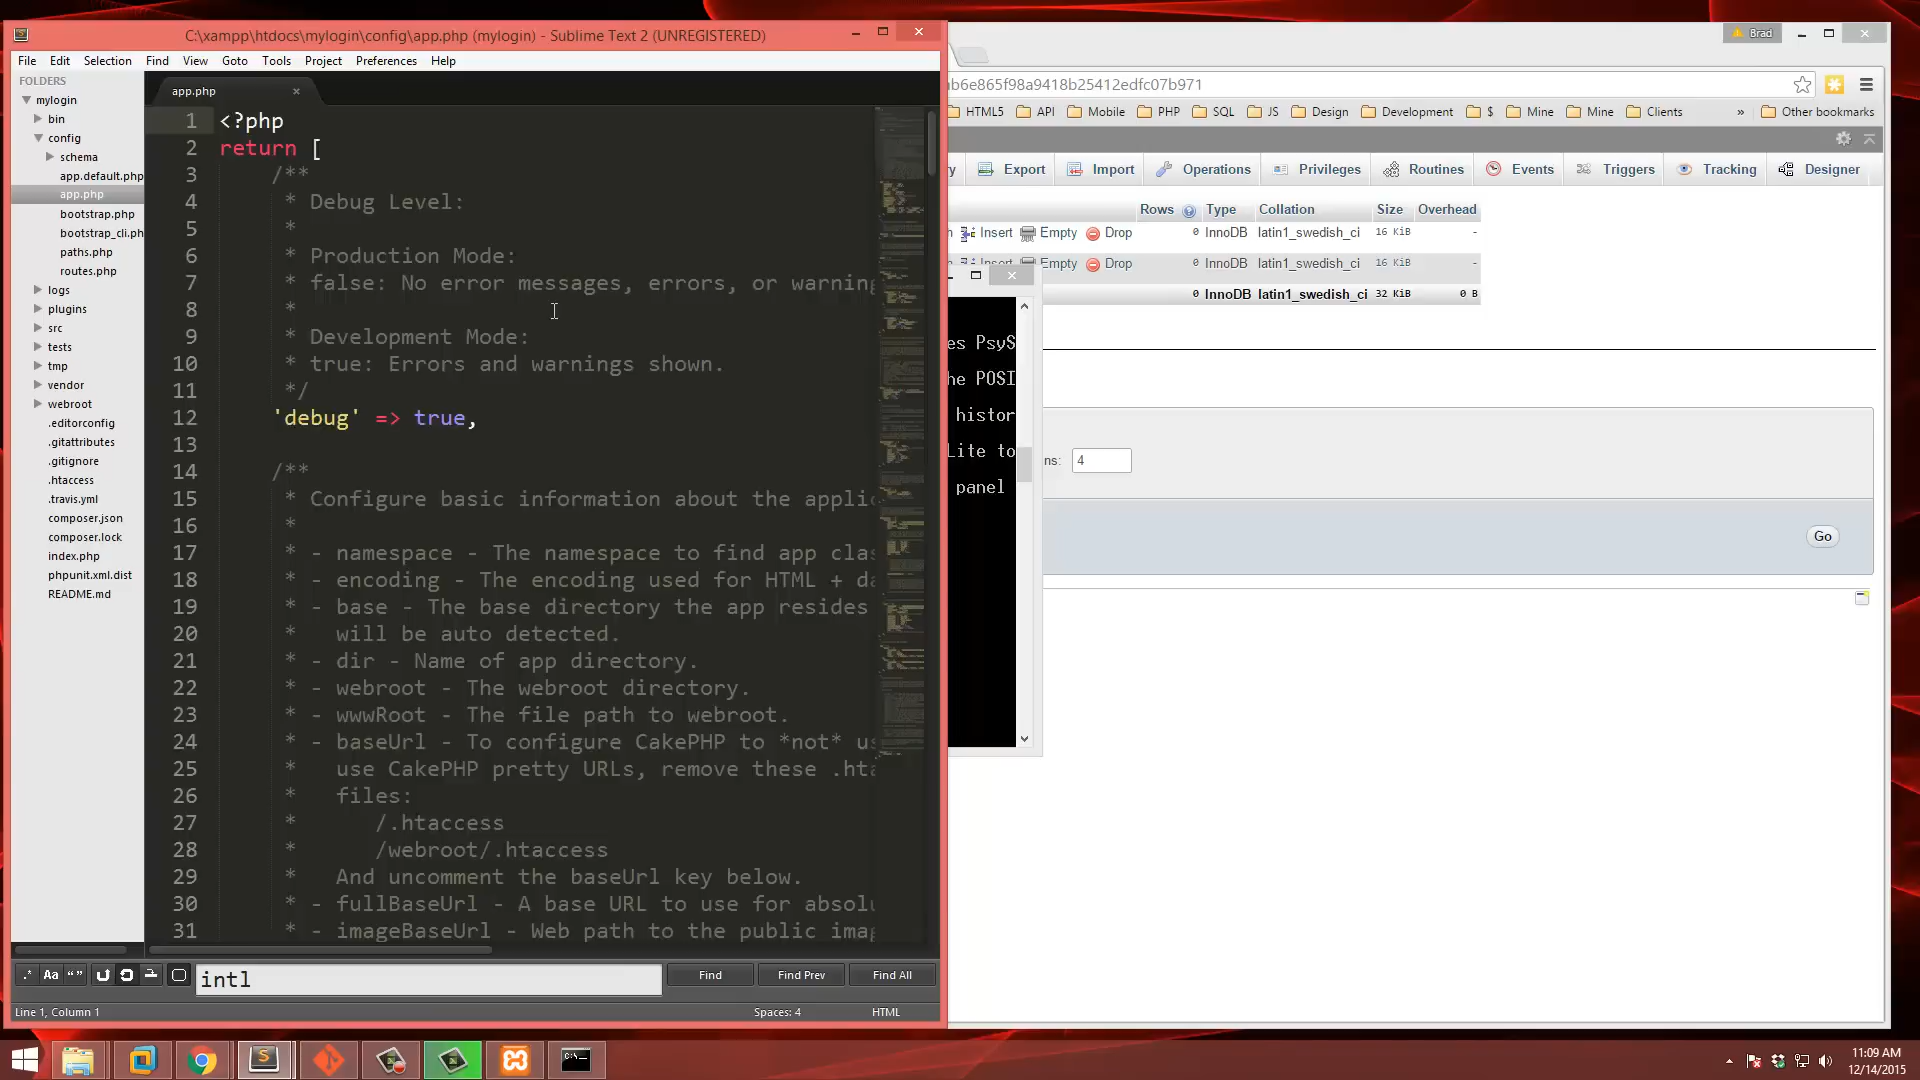 C:\xampp\htdocs\mylogin\config\app.php (mylogin) - Sublime Text 2 (UNREGISTERED)
File Edit Selection Find View Goto Tools Project Preferences Help
FOLDERS
mylogin
bin
config
schema
app.default.php
app.php
bootstrap.php
bootstrap_cli.ph
paths.php
routes.php
logs
plugins
src
tests
tmp
vendor
webroot
.editorconfig
.gitattributes
.gitignore
.htaccess
.travis.yml
composer.json
composer.lock
index.php
phpunit.xml.dist
README.md
app.php
1 <?php
2 return [
3 /**
4 * Debug Level:
5 *
6 * Production Mode:
7 * false: No error messages, errors, or warning
8 *
9 * Development Mode:
10 * true: Errors and warnings shown.
11 */
12 'debug' => true,
13
14 /**
15 * Configure basic information about the applic
16 *
17 * - namespace - The namespace to find app clas
18 * - encoding - The encoding used for HTML + da
19 * - base - The base directory the app resides
20 * will be auto detected.
21 * - dir - Name of app directory.
22 * - webroot - The webroot directory.
23 * - wwwRoot - The file path to webroot.
24 * - baseUrl - To configure CakePHP to *not* us
25 * use CakePHP pretty URLs, remove these .hta
26 * files:
27 * /.htaccess
28 * /webroot/.htaccess
29 * And uncomment the baseUrl key below.
30 * - fullBaseUrl - A base URL to use for absolu
31 * - imageBaseUrl - Web path to the public imag
.* Aa “” intl Find Find Prev Find All
Line 1, Column 1 Spaces: 4 HTML
Brad
b6e865f98a9418b25412edfc07b971
HTML5 API Mobile PHP SQL JS Design Development $ Mine Mine Clients » Other bookmarks
y Export Import Operations Privileges Routines Events Triggers Tracking Designer
Rows Type Collation Size Overhead
h Insert Empty Drop 0 InnoDB latin1_swedish_ci 16 KiB -
Empty Drop 0 InnoDB latin1_swedish_ci 16 KiB -
0 InnoDB latin1_swedish_ci 32 KiB 0 B
es PsyS
he POSI
histor
Lite to
panel
ns: 4
Go
11:09 AM
12/14/2015